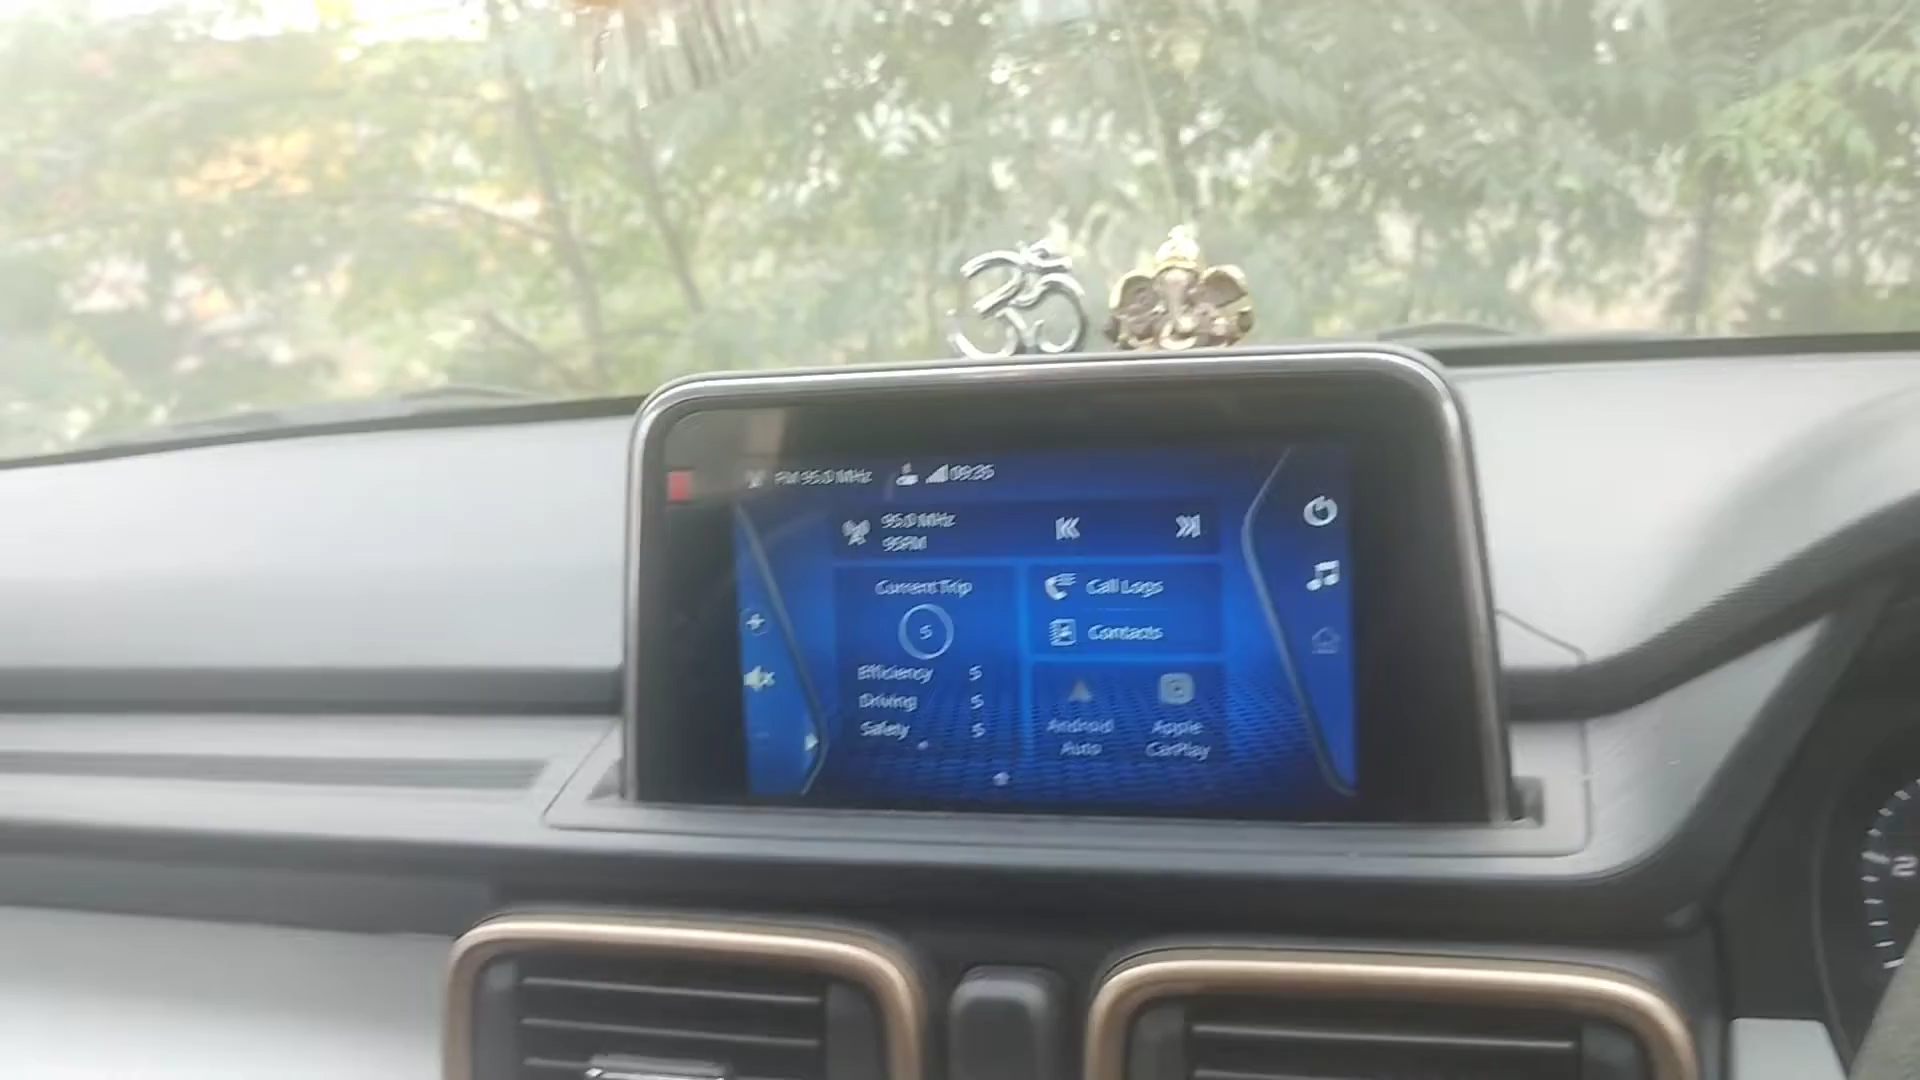 FM 95.0 MHz 09:35
95.0 MHz
95FM
Current Trip
5
Efficiency 5
Driving 5
Safety 5
Call Logs
Contacts
Android
Auto
Apple
CarPlay
ॐ
2